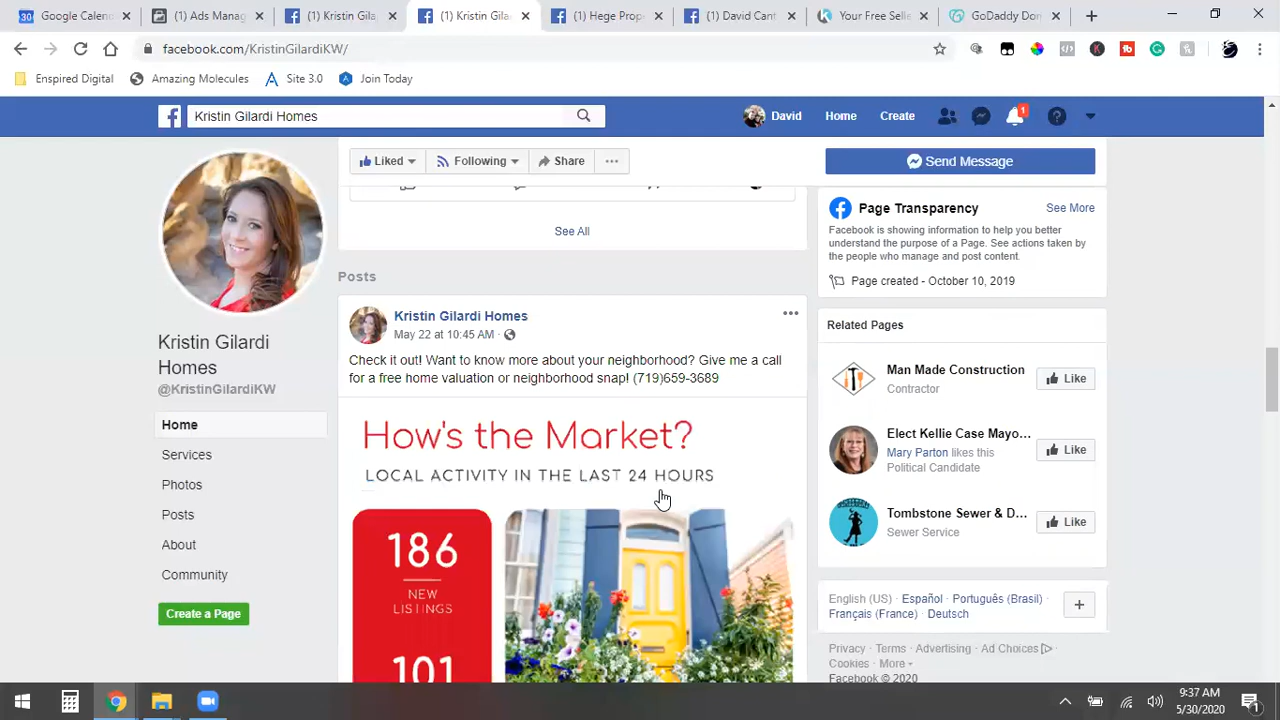 30 Google Calend
(1) Ads Manag
(1) Kristin Gila
(1) Kristin Gila
(1) Hege Prop
(1) David Cant
Your Free Selle
GoDaddy Don
facebook.com/KristinGilardiKW/
Enspired Digital
Amazing Molecules
Site 3.0
Join Today
Kristin Gilardi Homes
David
Home
Create
1
Liked
Following
Share
Send Message
See All
Posts
Kristin Gilardi Homes
May 22 at 10:45 AM
Check it out! Want to know more about your neighborhood? Give me a call
for a free home valuation or neighborhood snap! (719)659-3689
How's the Market?
LOCAL ACTIVITY IN THE LAST 24 HOURS
186
NEW
LISTINGS
101
Kristin Gilardi
Homes
@KristinGilardiKW
Home
Services
Photos
Posts
About
Community
Create a Page
Page Transparency
See More
Facebook is showing information to help you better
understand the purpose of a Page. See actions taken by
the people who manage and post content.
Page created - October 10, 2019
Related Pages
Man Made Construction
Contractor
Like
Elect Kellie Case Mayo...
Mary Parton likes this
Political Candidate
Like
Tombstone Sewer & D...
Sewer Service
Like
English (US) · Español · Português (Brasil) ·
Français (France) · Deutsch
Privacy · Terms · Advertising · Ad Choices ·
Cookies · More
Facebook © 2020
9:37 AM
5/30/2020
1